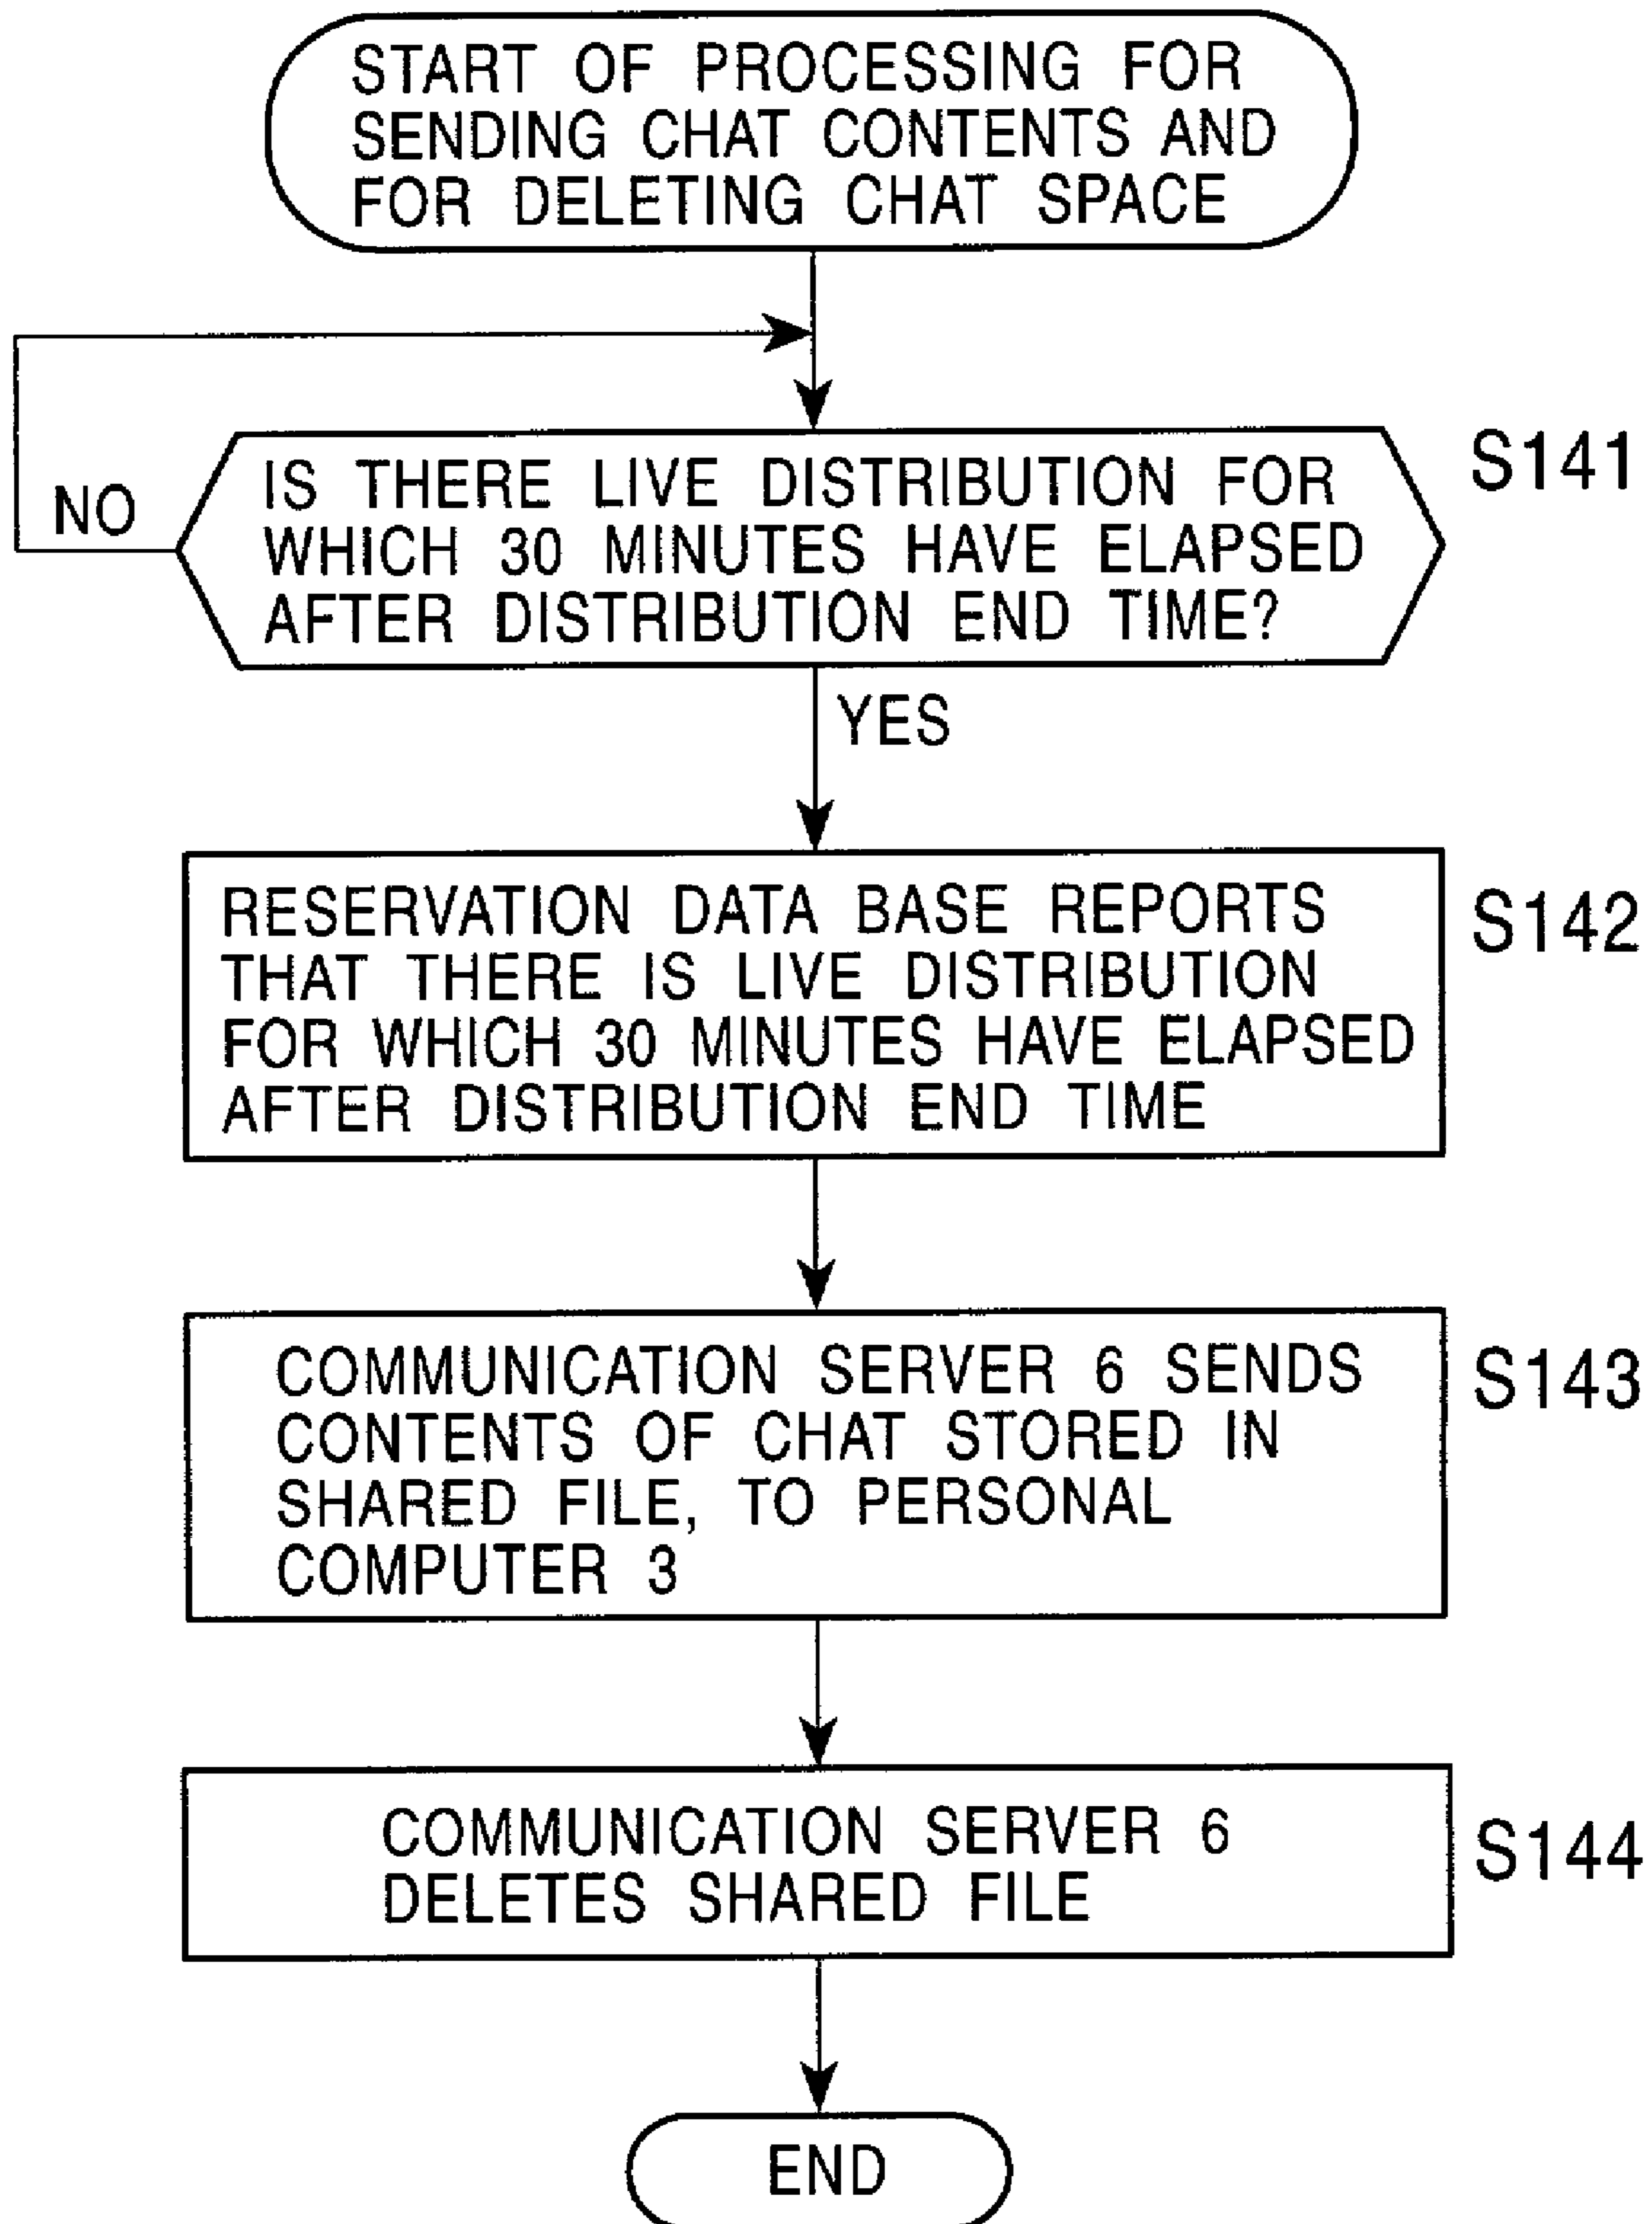 START OF PROCESSING FOR
SENDING CHAT CONTENTS AND
FOR DELETING CHAT SPACE
IS THERE LIVE DISTRIBUTION FOR
WHICH 30 MINUTES HAVE ELAPSED
AFTER DISTRIBUTION END TIME?
S141
NO
YES
RESERVATION DATA BASE REPORTS
THAT THERE IS LIVE DISTRIBUTION
FOR WHICH 30 MINUTES HAVE ELAPSED
AFTER DISTRIBUTION END TIME
S142
COMMUNICATION SERVER 6 SENDS
CONTENTS OF CHAT STORED IN
SHARED FILE, TO PERSONAL
COMPUTER 3
S143
COMMUNICATION SERVER 6
DELETES SHARED FILE
S144
END